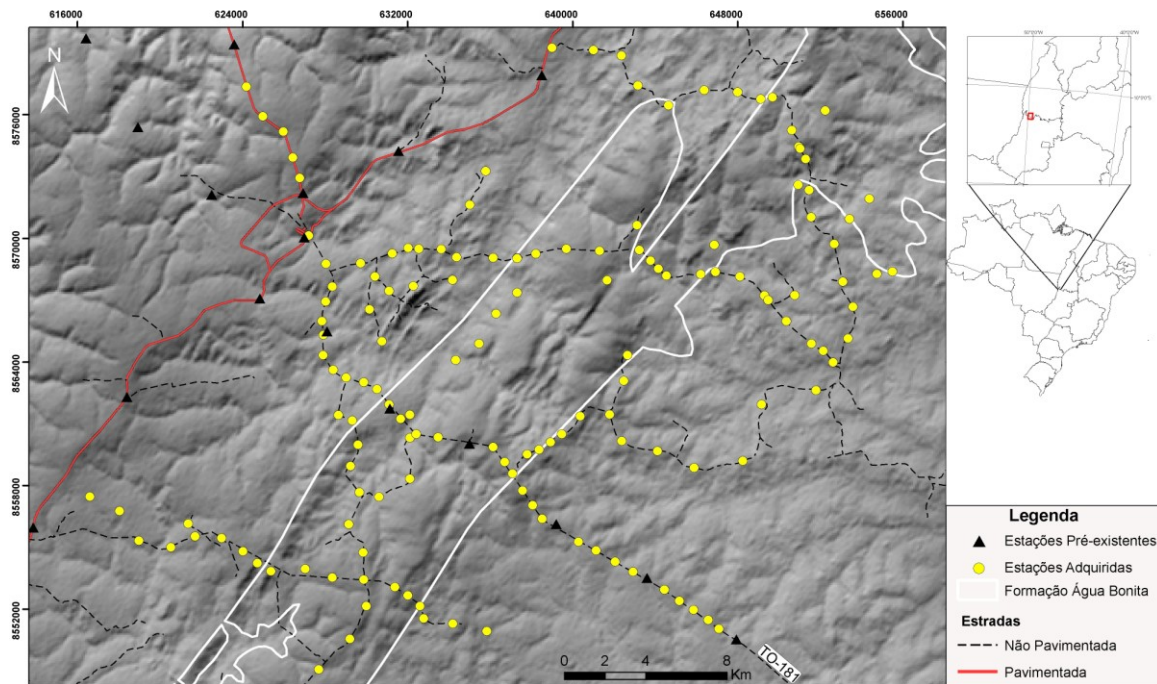 616000 624000 632000 640000 648000 656000
N
8576000
8570000
8564000
8558000
8552000
TO-181
0 2 4 8
Km
Legenda
Estações Pré-existentes
Estações Adquiridas
Formação Água Bonita
Estradas
Não Pavimentada
Pavimentada